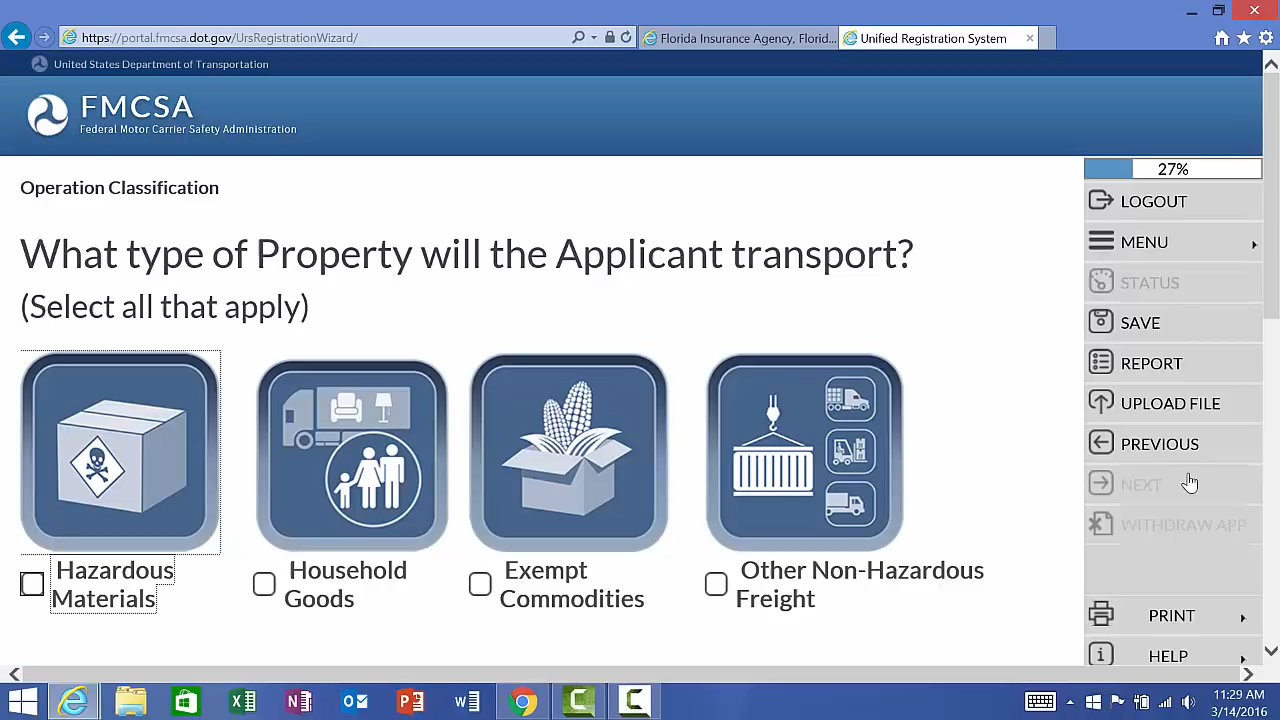 https://portal.fmcsa.dot.gov/UrsRegistrationWizard/
Florida Insurance Agency, Florid...
Unified Registration System
United States Department of Transportation
FMCSA
Federal Motor Carrier Safety Administration
Operation Classification
27%
LOGOUT
What type of Property will the Applicant transport?
MENU
(Select all that apply)
STATUS
SAVE
REPORT
UPLOAD FILE
PREVIOUS
NEXT
WITHDRAW APP
Hazardous
Materials
Household
Goods
Exempt
Commodities
Other Non-Hazardous
Freight
PRINT
HELP
11:29 AM
3/14/2016